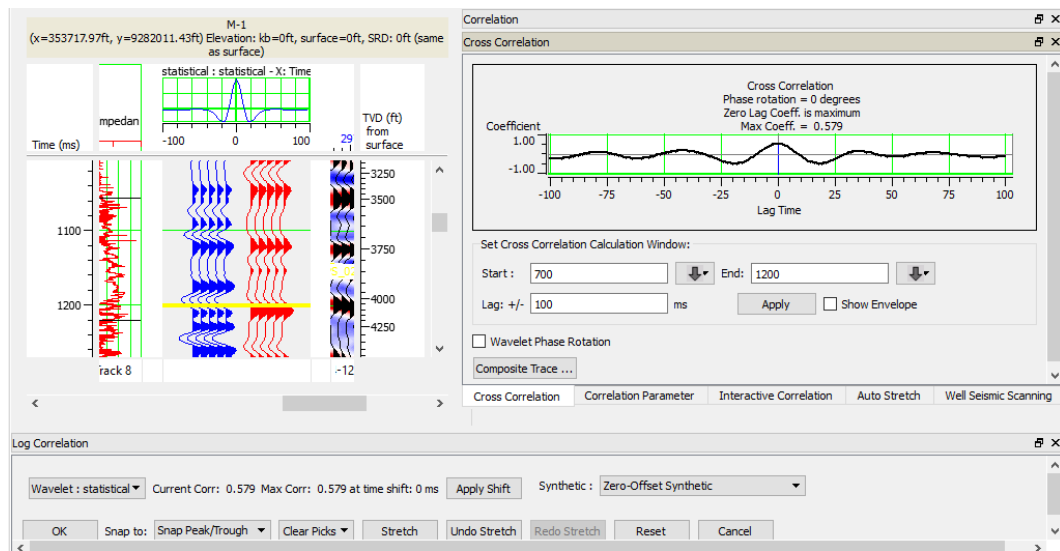 M-1
(x=353717.97ft, y=9282011.43ft) Elevation: kb=0ft, surface=0ft, SRD: 0ft (same
as surface)
statistical : statistical - X: Time
mpedan
Time (ms)
-100 0 100
29
TVD (ft)
from
surface
3250
3500
1100
3750
4000
1200
4250
Track 8
-12
Correlation
Cross Correlation
Cross Correlation
Phase rotation = 0 degrees
Zero Lag Coeff. is maximum
Max Coeff. = 0.579
Coefficient
1.00
-1.00
-100 -75 -50 -25 0 25 50 75 100
Lag Time
Set Cross Correlation Calculation Window:
Start : 700 End: 1200
Lag: +/- 100 ms Apply Show Envelope
Wavelet Phase Rotation
Composite Trace ...
Cross Correlation Correlation Parameter Interactive Correlation Auto Stretch Well Seismic Scanning
Log Correlation
Wavelet : statistical Current Corr: 0.579 Max Corr: 0.579 at time shift: 0 ms Apply Shift Synthetic : Zero-Offset Synthetic
OK Snap to: Snap Peak/Trough Clear Picks Stretch Undo Stretch Redo Stretch Reset Cancel